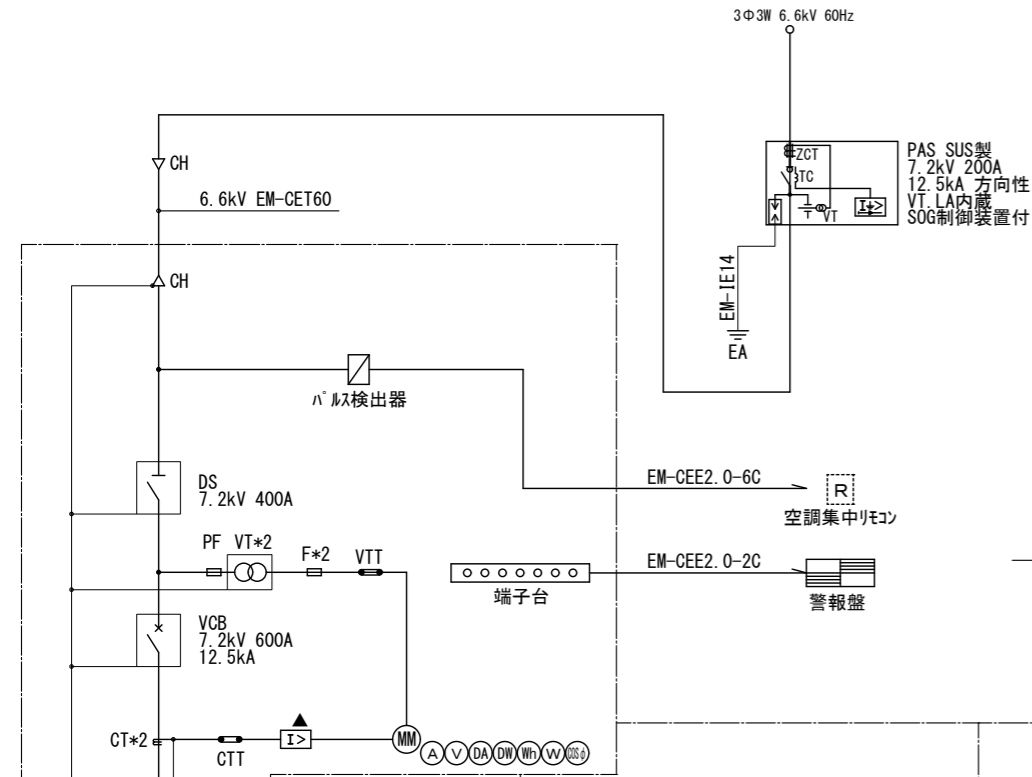 3Φ3W 6.6kV 60Hz
ZCT
TC
VT
I>
PAS SUS製
7.2kV 200A
12.5kA 方向性
VT.LA内蔵
SOG制御装置付
CH
6.6kV EM-CET60
CH
EM-IE14
EA
パルス検出器
DS
7.2kV 400A
EM-CEE2.0-6C
R
空調集中リモコン
PF VT*2 F*2 VTT
EM-CEE2.0-2C
端子台
警報盤
VCB
7.2kV 600A
12.5kA
CT*2
CTT
I>
MM
A V DA DW Wh W COSφ